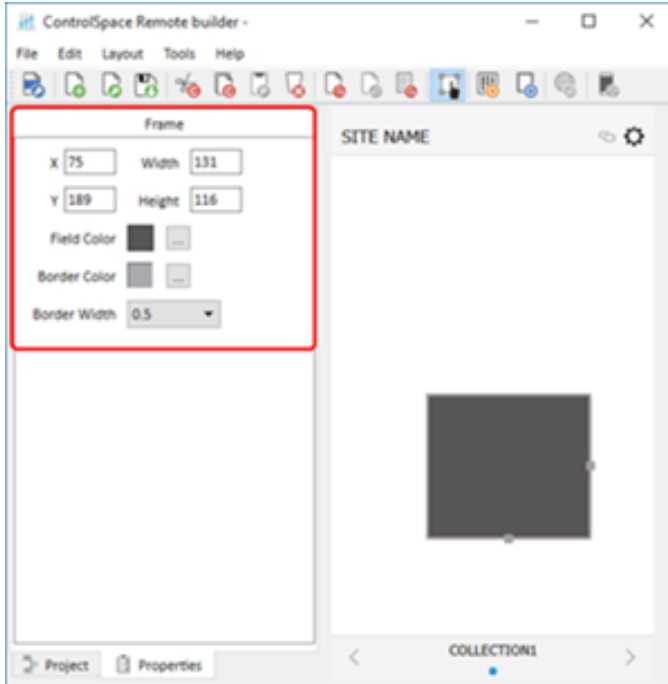 ControlSpace Remote builder -
File Edit Layout Tools Help
Frame
X 75 Width 131
Y 189 Height 116
Field Color ...
Border Color ...
Border Width 0.5
Project Properties
SITE NAME
COLLECTION1